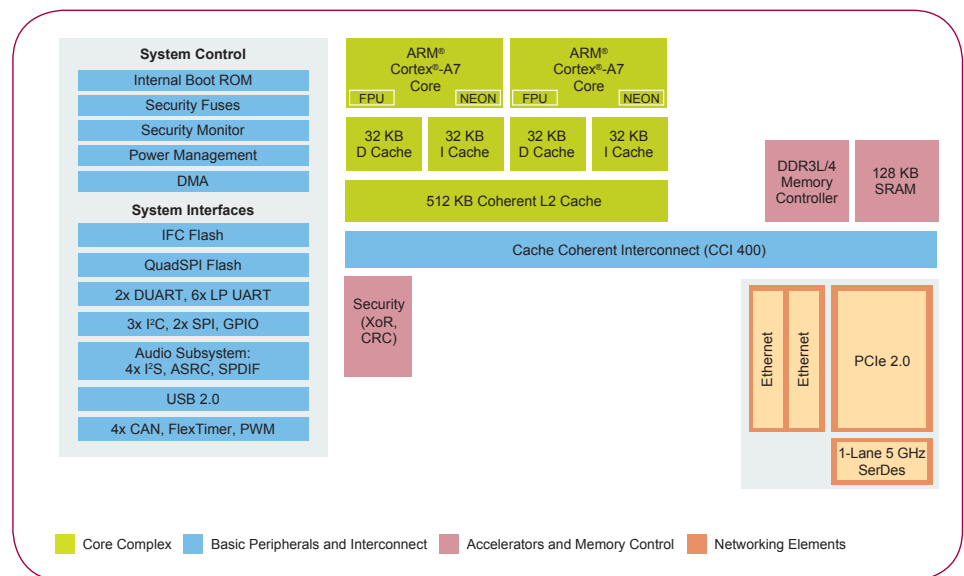 System Control
Internal Boot ROM
Security Fuses
Security Monitor
Power Management
DMA
System Interfaces
IFC Flash
QuadSPI Flash
2x DUART, 6x LP UART
3x I²C, 2x SPI, GPIO
Audio Subsystem:
4x I²S, ASRC, SPDIF
USB 2.0
4x CAN, FlexTimer, PWM
ARM®
Cortex®-A7
Core
FPU
NEON
ARM®
Cortex®-A7
Core
FPU
NEON
32 KB
D Cache
32 KB
I Cache
32 KB
D Cache
32 KB
I Cache
512 KB Coherent L2 Cache
DDR3L/4
Memory
Controller
128 KB
SRAM
Cache Coherent Interconnect (CCI 400)
Security
(XoR,
CRC)
Ethernet
Ethernet
PCIe 2.0
1-Lane 5 GHz
SerDes
Core Complex
Basic Peripherals and Interconnect
Accelerators and Memory Control
Networking Elements